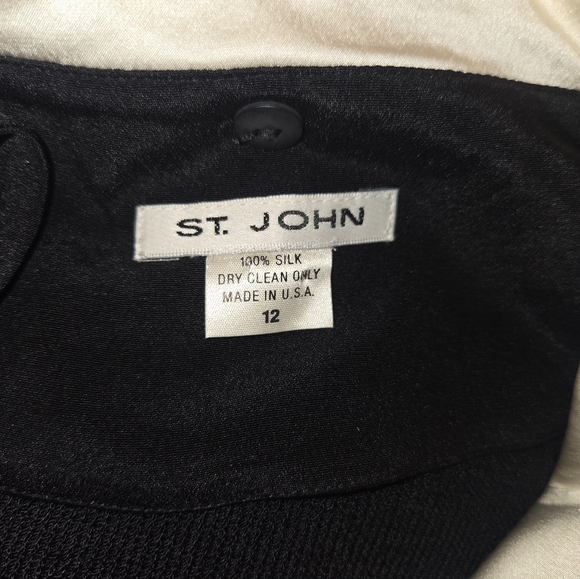 ST. JOHN
100% SILK
DRY CLEAN ONLY
MADE IN U.S.A.
12